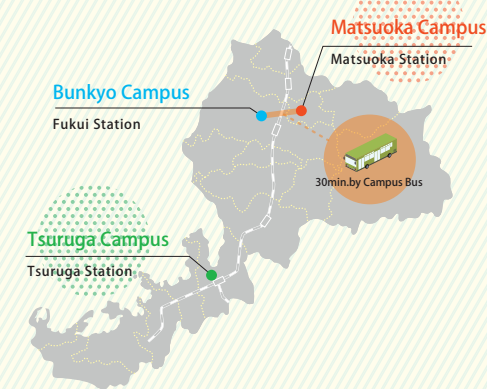 Matsuoka Campus
Matsuoka Station
Bunkyo Campus
Fukui Station
30min.by Campus Bus
Tsuruga Campus
Tsuruga Station